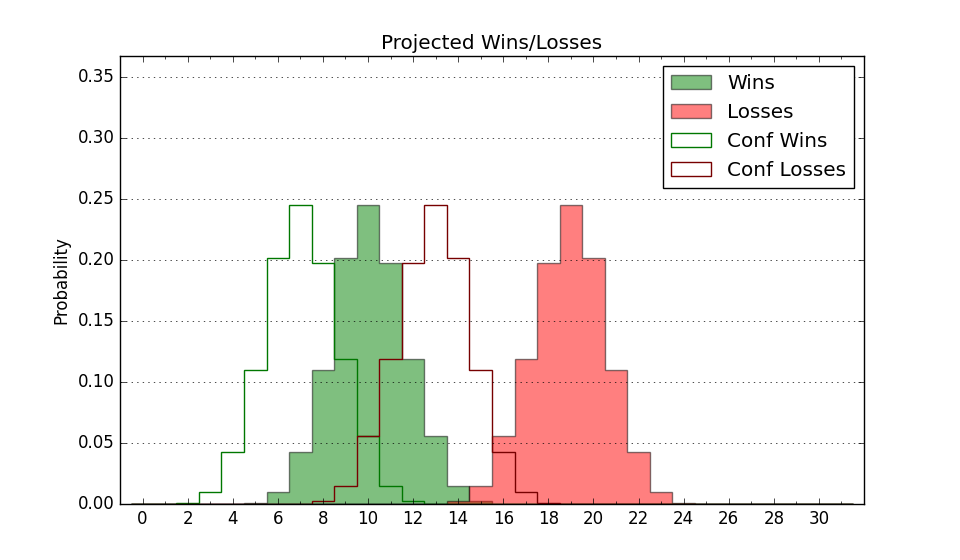 Projected Wins/Losses
Probability
0.35
0.30
0.25
0.20
0.15
0.10
0.05
0.00
0 2 4 6 8 10 12 14 16 18 20 22 24 26 28 30
Wins
Losses
Conf Wins
Conf Losses